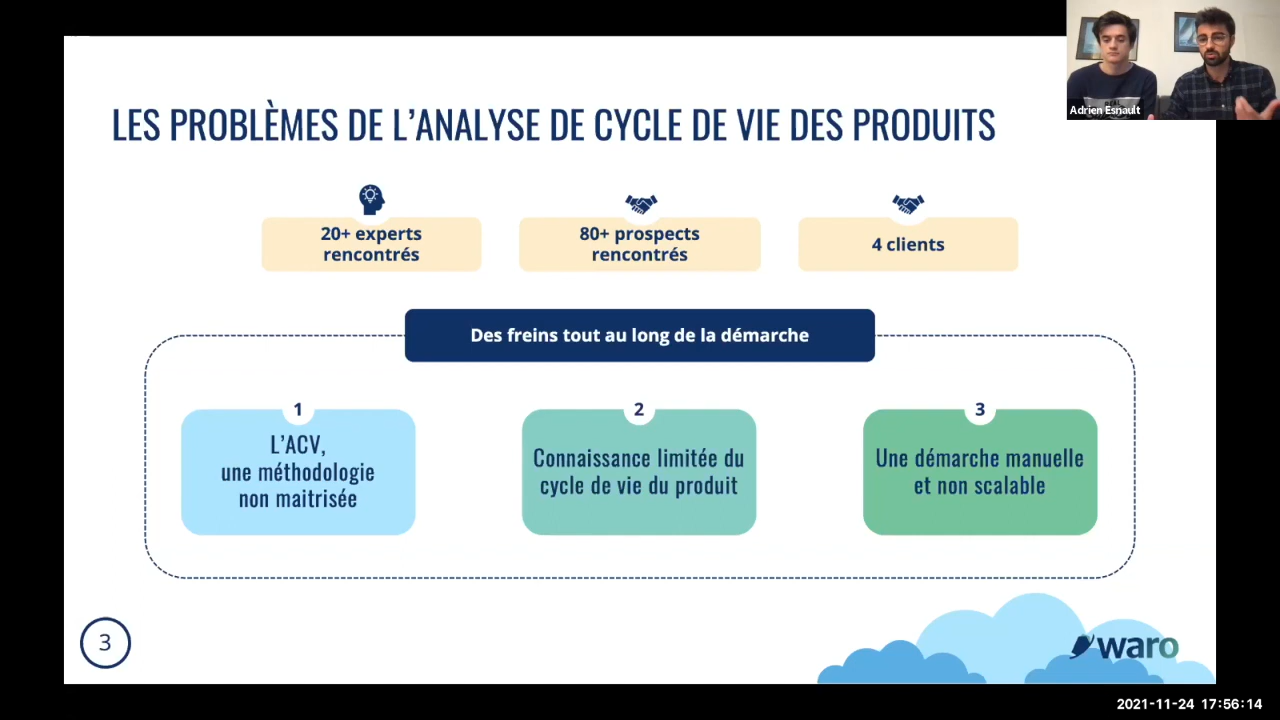 LES PROBLÈMES DE L'ANALYSE DE CYCLE DE VIE DES PRODUITS
Adrien Esnault
20+ experts
rencontrés
80+ prospects
rencontrés
4 clients
Des freins tout au long de la démarche
1
L'ACV,
une méthodologie
non maitrisée
2
Connaissance limitée du
cycle de vie du produit
3
Une démarche manuelle
et non scalable
3
waro
2021-11-24 17:56:14